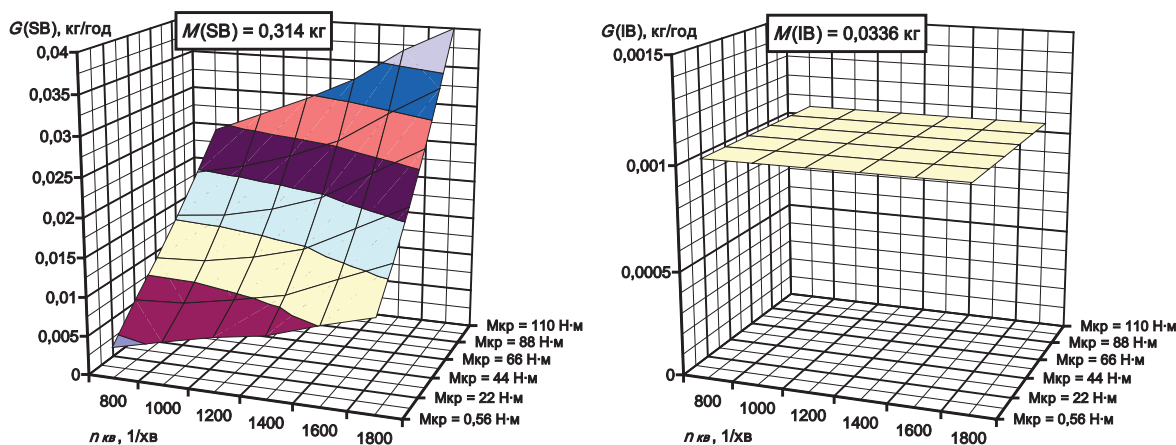 G(SB), кг/год
M(SB) = 0,314 кг
0,04
0,035
0,03
0,025
0,02
0,015
0,01
0,005
0
800
1000
1200
1400
1600
1800
n кв, 1/хв
Мкр = 110 Н·м
Мкр = 88 Н·м
Мкр = 66 Н·м
Мкр = 44 Н·м
Мкр = 22 Н·м
Мкр = 0,56 Н·м
G(IB), кг/год
M(IB) = 0,0336 кг
0,0015
0,001
0,0005
0
800
1000
1200
1400
1600
1800
n кв, 1/хв
Мкр = 110 Н·м
Мкр = 88 Н·м
Мкр = 66 Н·м
Мкр = 44 Н·м
Мкр = 22 Н·м
Мкр = 0,56 Н·м